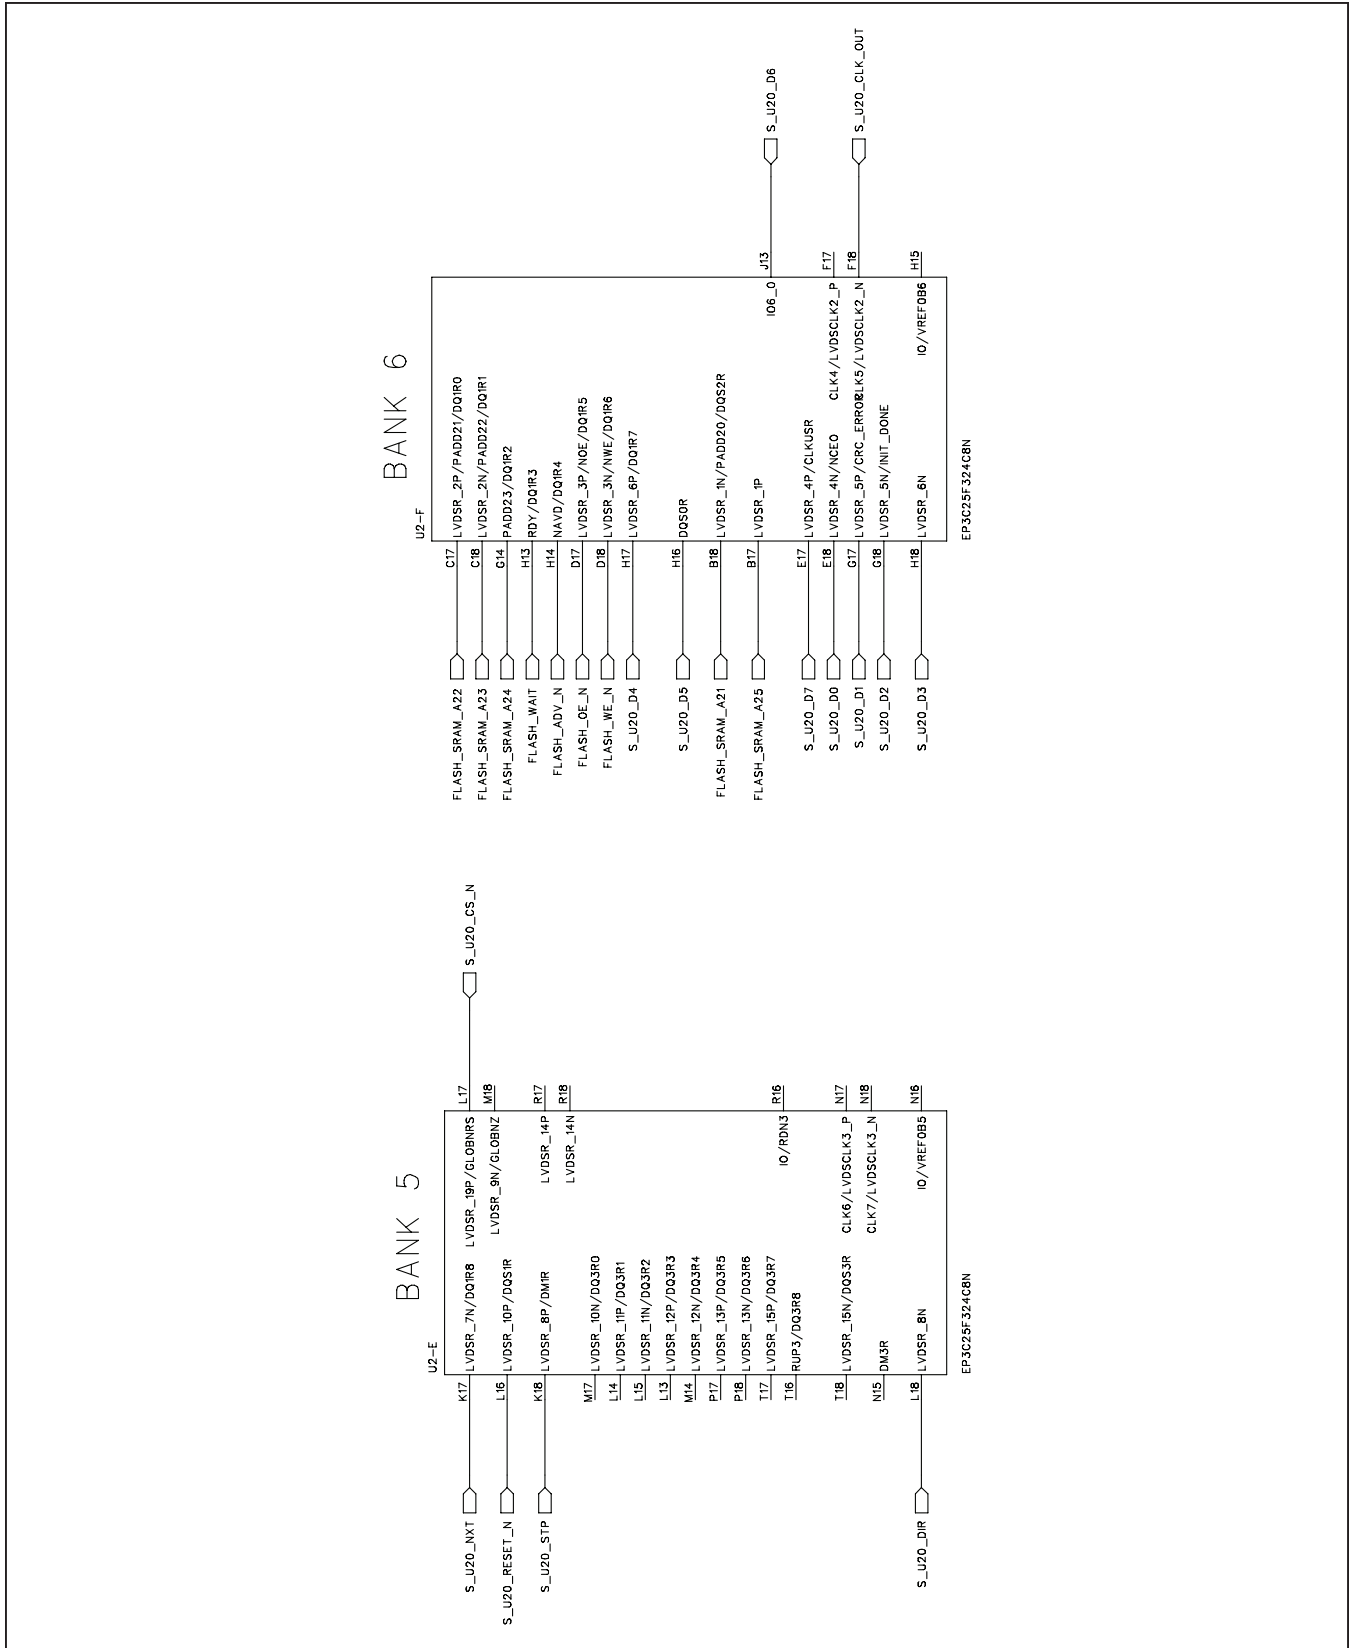 BANK 5
U2-E
S_U20_NXT K17 LVDSR_7N/DQ1R8 LVDSR_19P/GLOBNRS L17 S_U20_CS_N
LVDSR_9N/GLOBNZ M18
S_U20_RESET_N L16 LVDSR_10P/DQS1R
S_U20_STP K18 LVDSR_8P/DM1R LVDSR_14P R17
LVDSR_14N R18
M17 LVDSR_10N/DQ3R0
L14 LVDSR_11P/DQ3R1
L15 LVDSR_11N/DQ3R2
L13 LVDSR_12P/DQ3R3
M14 LVDSR_12N/DQ3R4
P17 LVDSR_13P/DQ3R5
P18 LVDSR_13N/DQ3R6
T17 LVDSR_15P/DQ3R7
IO/RDN3 R16
T16 RUP3/DQ3R8
T18 LVDSR_15N/DQS3R CLK6/LVDSCLK3_P N17
CLK7/LVDSCLK3_N N18
N15 DM3R
S_U20_DIR L18 LVDSR_8N IO/VREF0B5 N16
EP3C25F324C8N
BANK 6
U2-F
FLASH_SRAM_A22 C17 LVDSR_2P/PADD21/DQ1R0
FLASH_SRAM_A23 C18 LVDSR_2N/PADD22/DQ1R1
FLASH_SRAM_A24 G14 PADD23/DQ1R2
FLASH_WAIT H13 RDY/DQ1R3
FLASH_ADV_N H14 NAVD/DQ1R4
FLASH_OE_N D17 LVDSR_3P/NOE/DQ1R5
FLASH_WE_N D18 LVDSR_3N/NWE/DQ1R6
S_U20_D4 H17 LVDSR_6P/DQ1R7
S_U20_D5 H16 DQS0R
FLASH_SRAM_A21 B18 LVDSR_1N/PADD20/DQS2R
FLASH_SRAM_A25 B17 LVDSR_1P
IO6_0 J13 S_U20_D6
S_U20_D7 E17 LVDSR_4P/CLKUSR
S_U20_D0 E18 LVDSR_4N/NCEO CLK4/LVDSCLK2_P F17
S_U20_D1 G17 LVDSR_5P/CRC_ERROR CLK5/LVDSCLK2_N F18 S_U20_CLK_OUT
S_U20_D2 G18 LVDSR_5N/INIT_DONE
S_U20_D3 H18 LVDSR_6N IO/VREF0B6 H15
EP3C25F324C8N